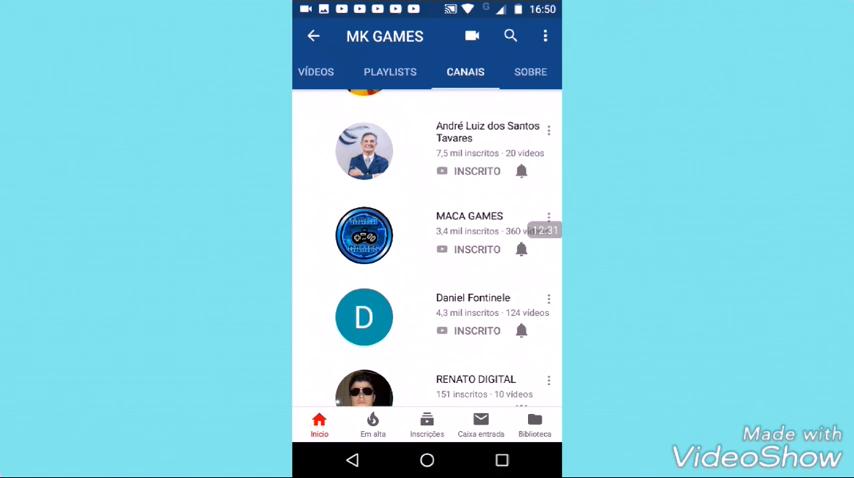 G 16:50
MK GAMES
VÍDEOS PLAYLISTS CANAIS SOBRE
André Luiz dos Santos
Tavares
7,5 mil inscritos · 20 vídeos
INSCRITO
MACA GAMES
3,4 mil inscritos · 360
12:31
INSCRITO
D
Daniel Fontinele
4,3 mil inscritos · 124 vídeos
INSCRITO
RENATO DIGITAL
151 inscritos · 10 vídeos
Início Em alta Inscrições Caixa entrada Biblioteca
Made with
VideoShow